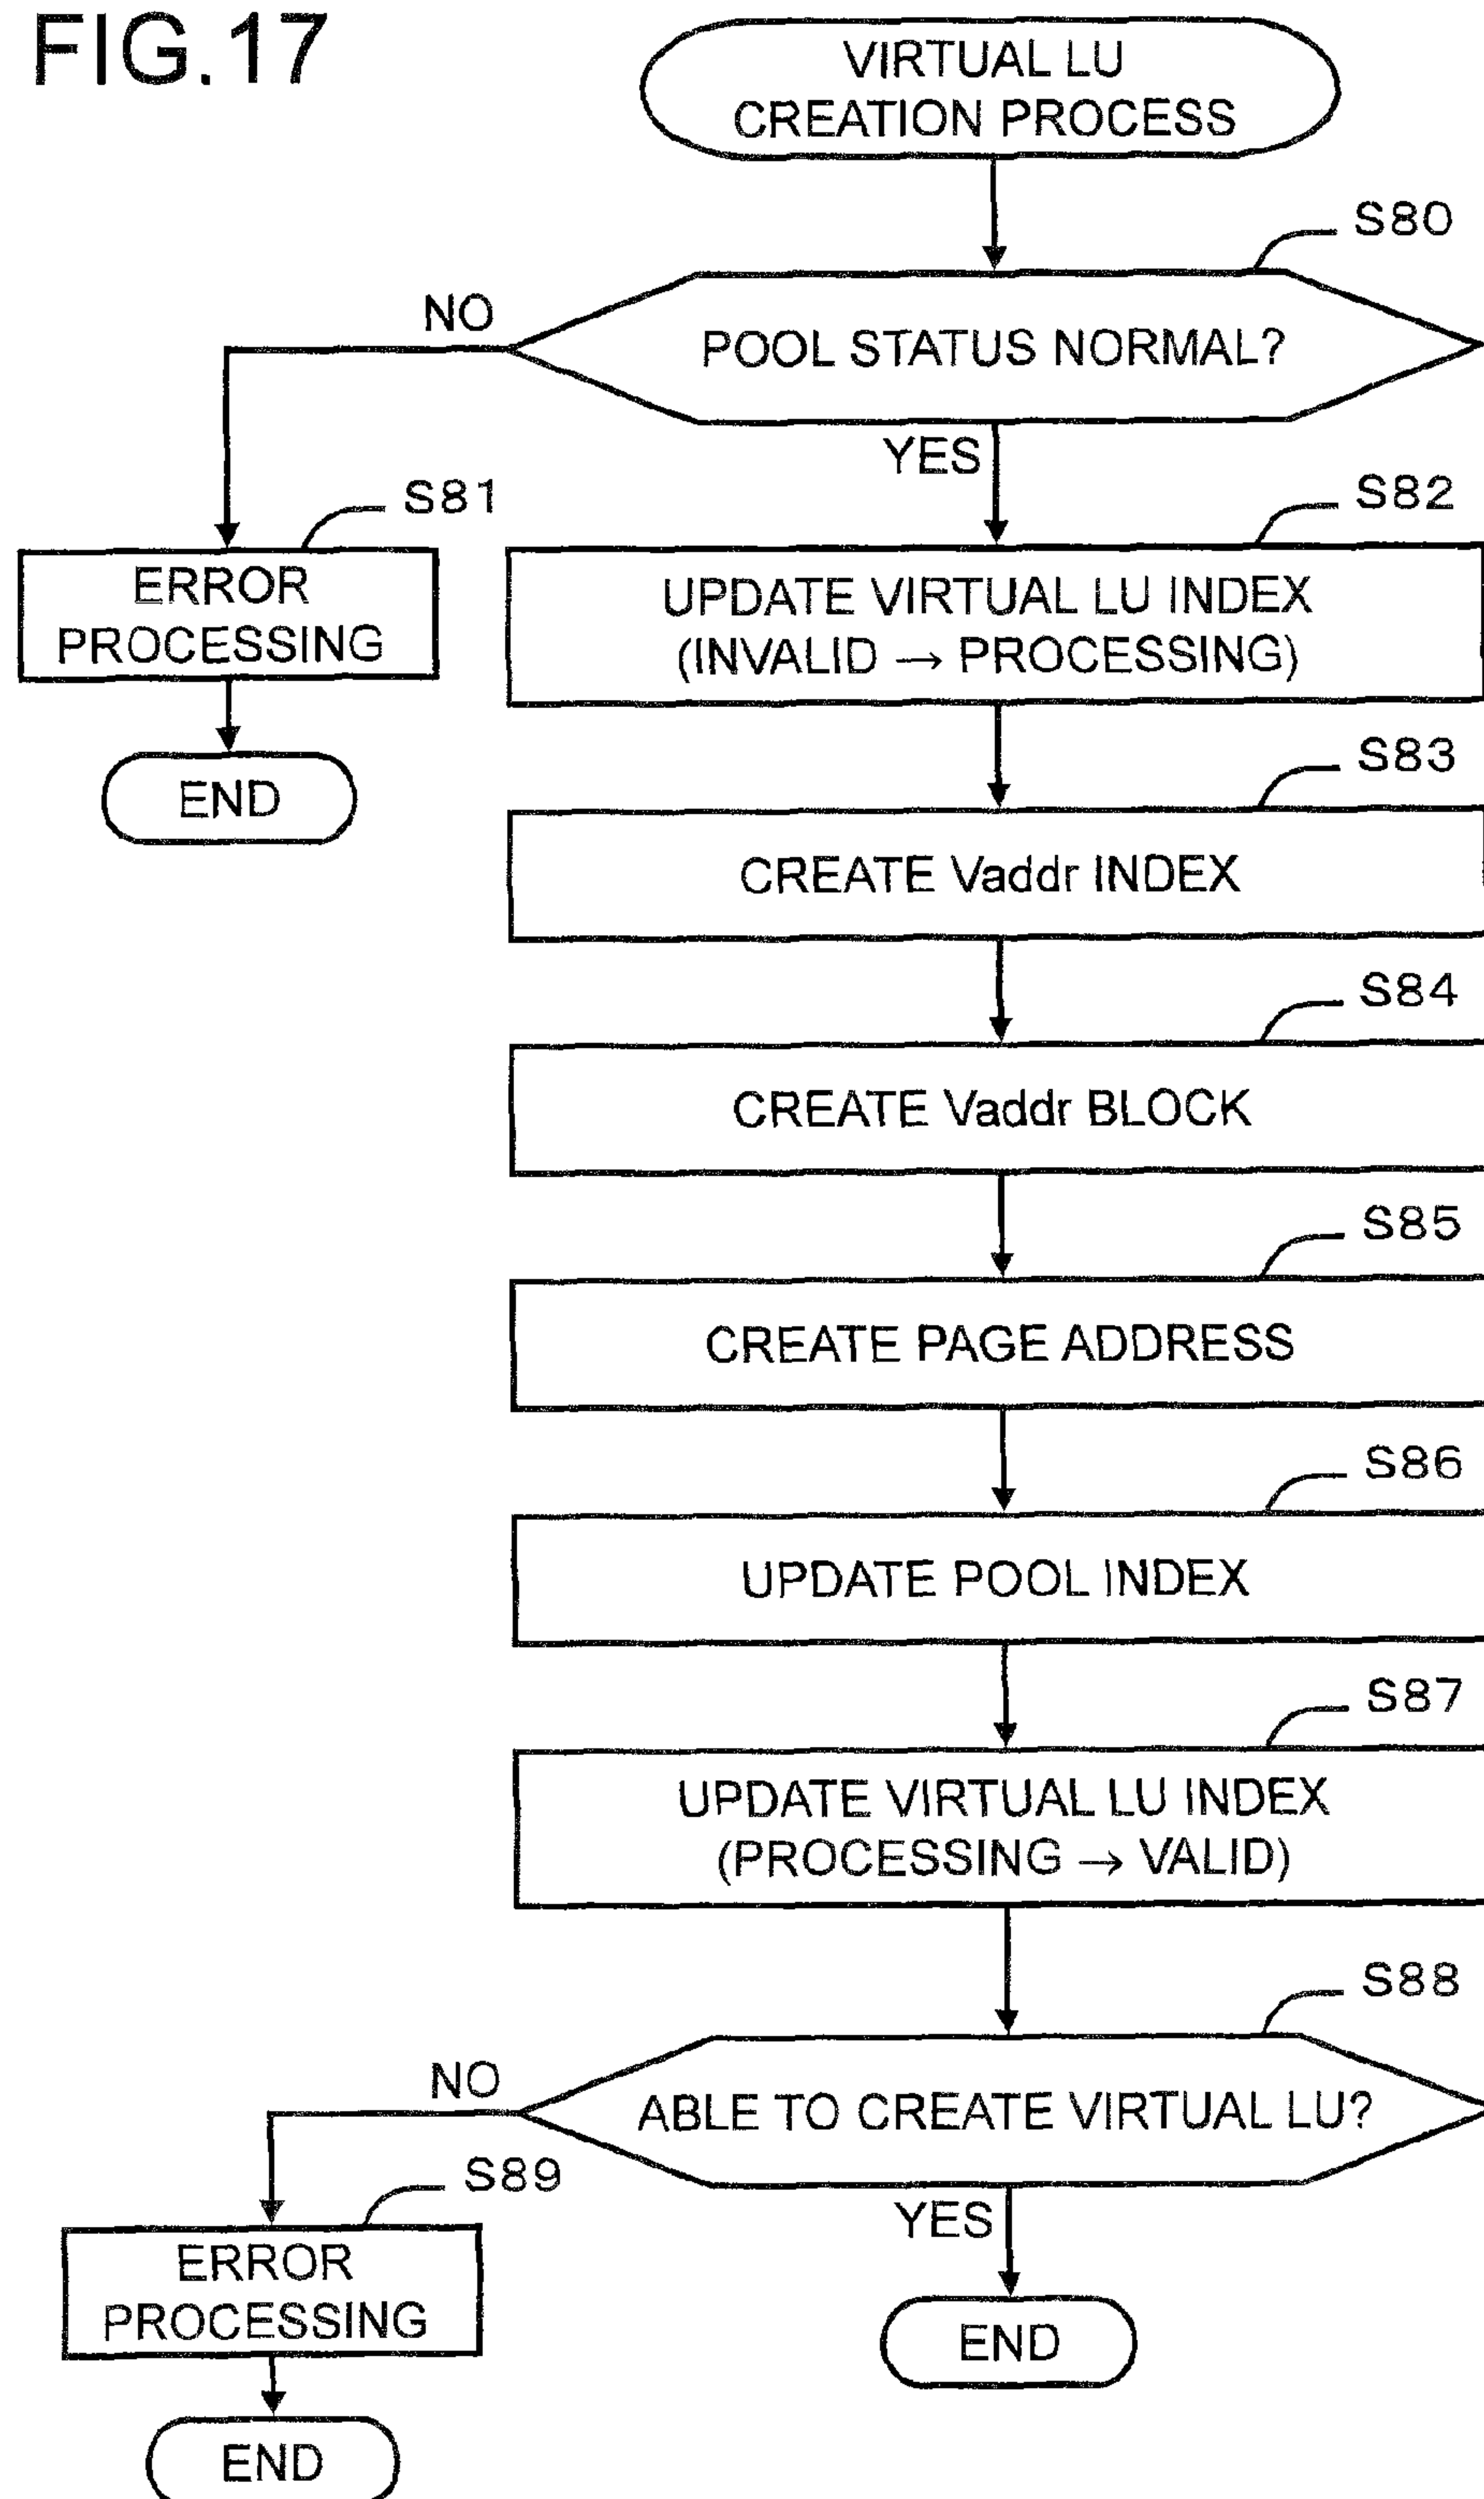 FIG.17
VIRTUAL LU
CREATION PROCESS
S80
NO
POOL STATUS NORMAL?
YES
S81
S82
ERROR
PROCESSING
UPDATE VIRTUAL LU INDEX
(INVALID → PROCESSING)
END
S83
CREATE Vaddr INDEX
S84
CREATE Vaddr BLOCK
S85
CREATE PAGE ADDRESS
S86
UPDATE POOL INDEX
S87
UPDATE VIRTUAL LU INDEX
(PROCESSING → VALID)
S88
NO
ABLE TO CREATE VIRTUAL LU?
S89
YES
ERROR
PROCESSING
END
END